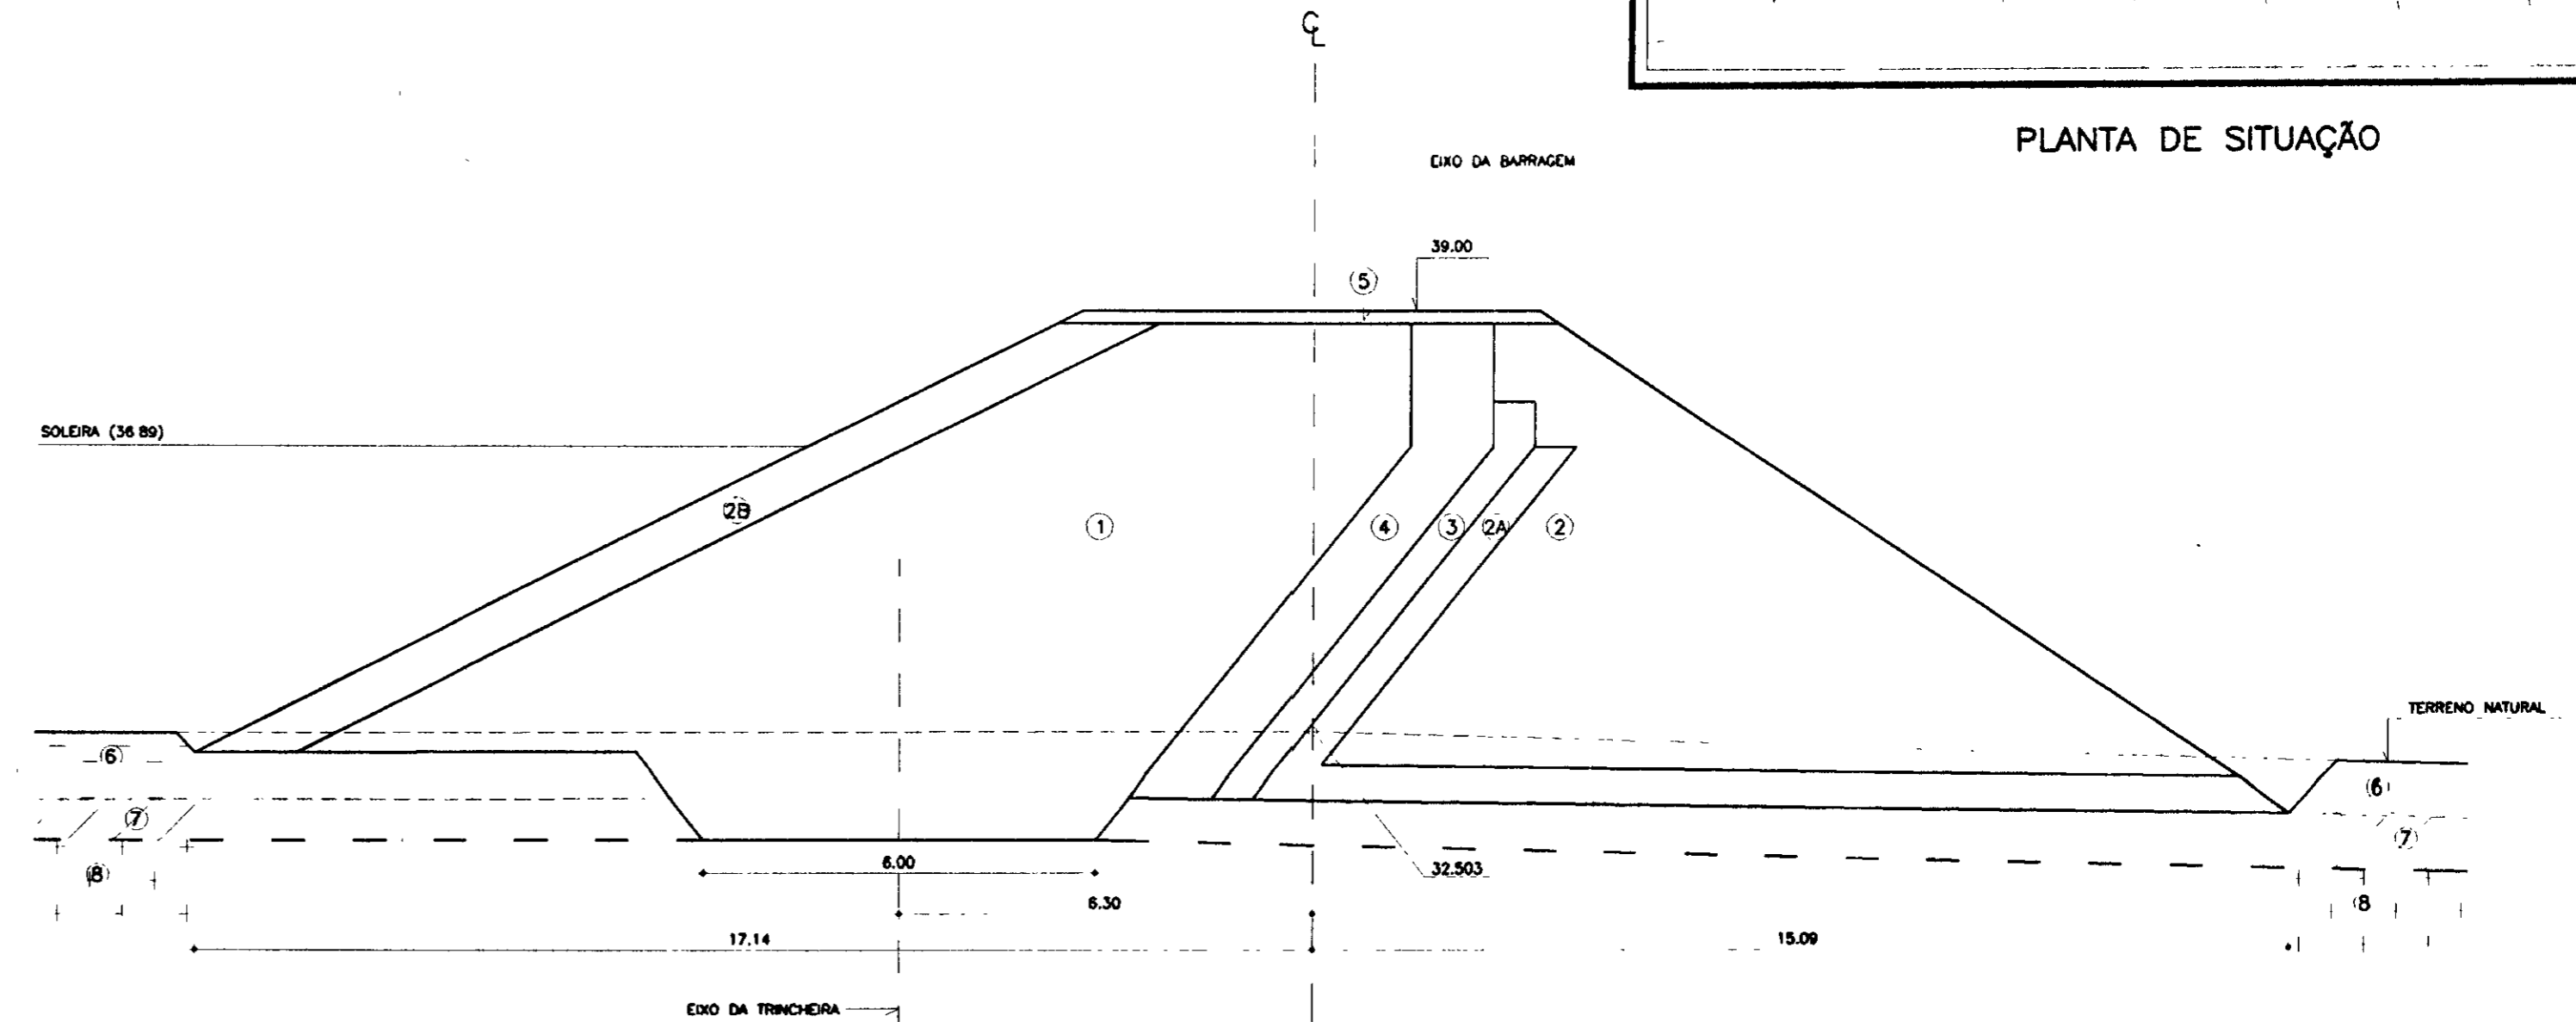 ℄
PLANTA DE SITUAÇÃO
EIXO DA BARRAGEM
39.00
5
SOLEIRA (36 89)
2B
1
4
3
2A
2
TERRENO NATURAL
6
6
7
7
6.00
32.503
8
8
6.30
17.14
15.09
EIXO DA TRINCHEIRA